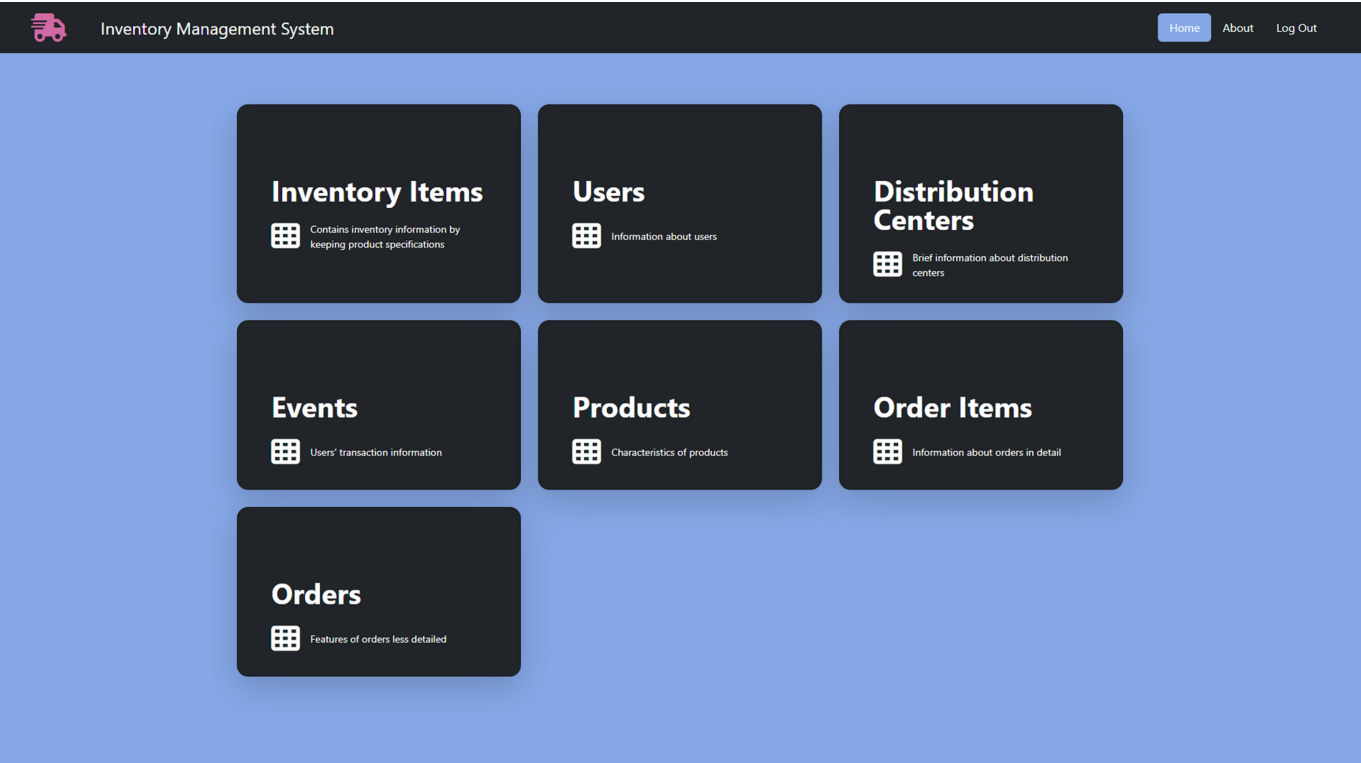 Inventory Management System
Home
About
Log Out
Inventory Items
Contains inventory information by
keeping product specifications
Users
Information about users
Distribution
Centers
Brief information about distribution
centers
Events
Users' transaction information
Products
Characteristics of products
Order Items
Information about orders in detail
Orders
Features of orders less detailed